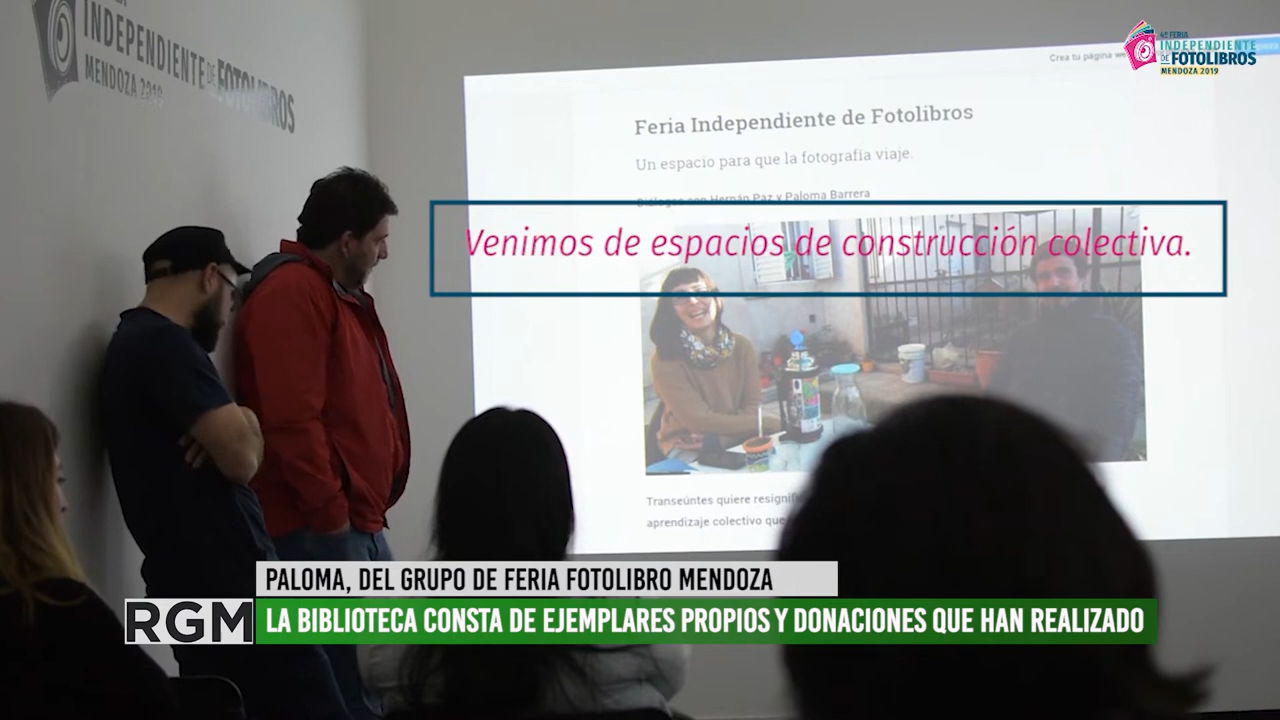 INDEPENDIENTE DE FOTOLIBROS
MENDOZA 2019
Crea tu página
4ª FERIA
INDEPENDIENTE
DE FOTOLIBROS
MENDOZA 2019
Feria Independiente de Fotolibros
Un espacio para que la fotografía viaje.
Diálogos con Hernán Paz y Paloma Barrera
Venimos de espacios de construcción colectiva.
Transeúntes quiere
aprendizaje colectivo que
PALOMA, DEL GRUPO DE FERIA FOTOLIBRO MENDOZA
RGM
LA BIBLIOTECA CONSTA DE EJEMPLARES PROPIOS Y DONACIONES QUE HAN REALIZADO